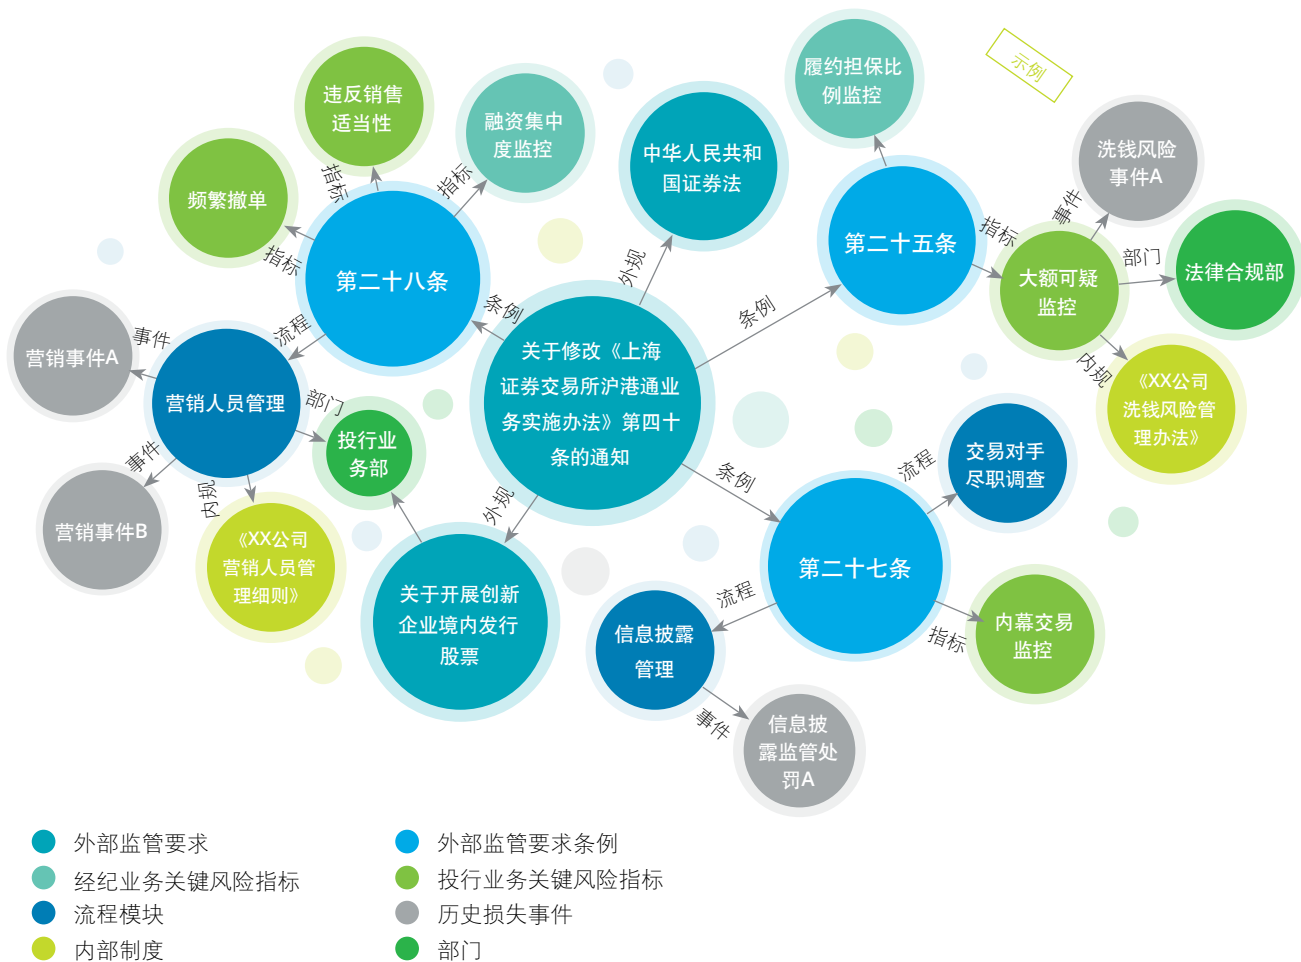 示例
违反销售
适当性
融资集中
度监控
频繁撤单
指标
指标
指标
第二十八条
中华人民共和
国证券法
外规
履约担保比
例监控
第二十五条
指标
大额可疑
监控
事件
洗钱风险
事件A
部门
法律合规部
内规
《XX公司
洗钱风险管
理办法》
条例
条例
关于修改《上海
证券交易所沪港通业
务实施办法》第四十
条的通知
流程
营销人员管理
事件
营销事件A
事件
营销事件B
内规
《XX公司
营销人员管
理细则》
部门
投行业
务部
外规
关于开展创新
企业境内发行
股票
条例
第二十七条
流程
交易对手
尽职调查
指标
内幕交易
监控
流程
信息披露
管理
事件
信息披
露监管处
罚A
外部监管要求
外部监管要求条例
经纪业务关键风险指标
投行业务关键风险指标
流程模块
历史损失事件
内部制度
部门